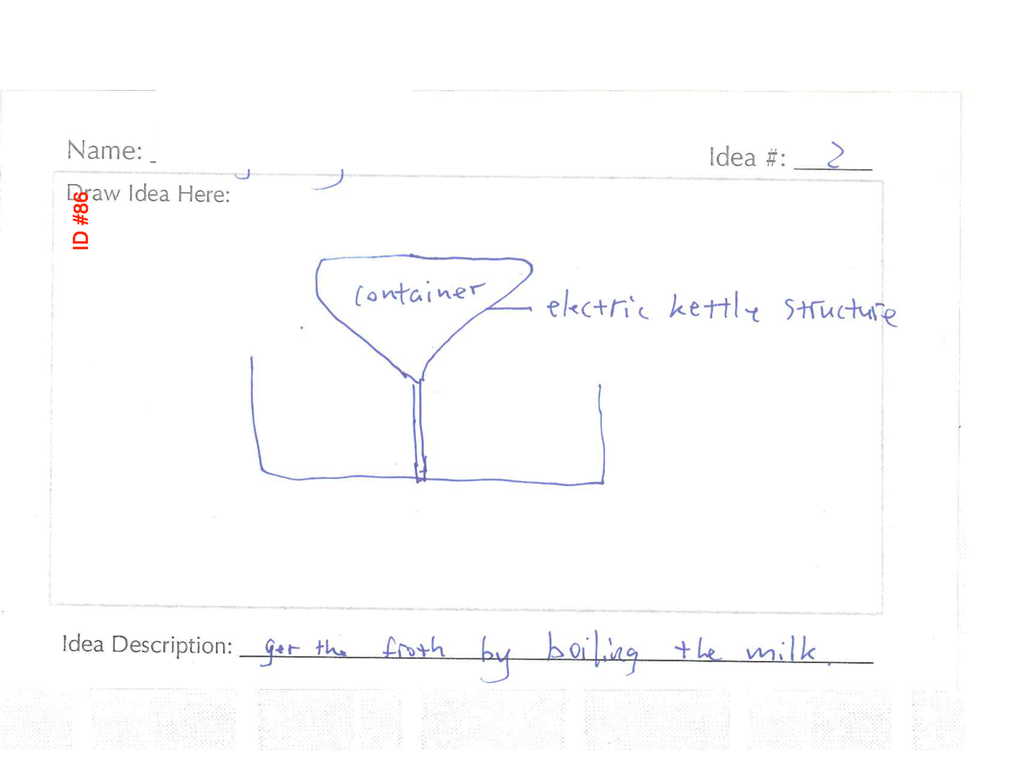 Name:
Idea #: 2
Draw Idea Here:
ID #86
container
electric kettle structure
Idea Description: get the froth by boiling the milk.